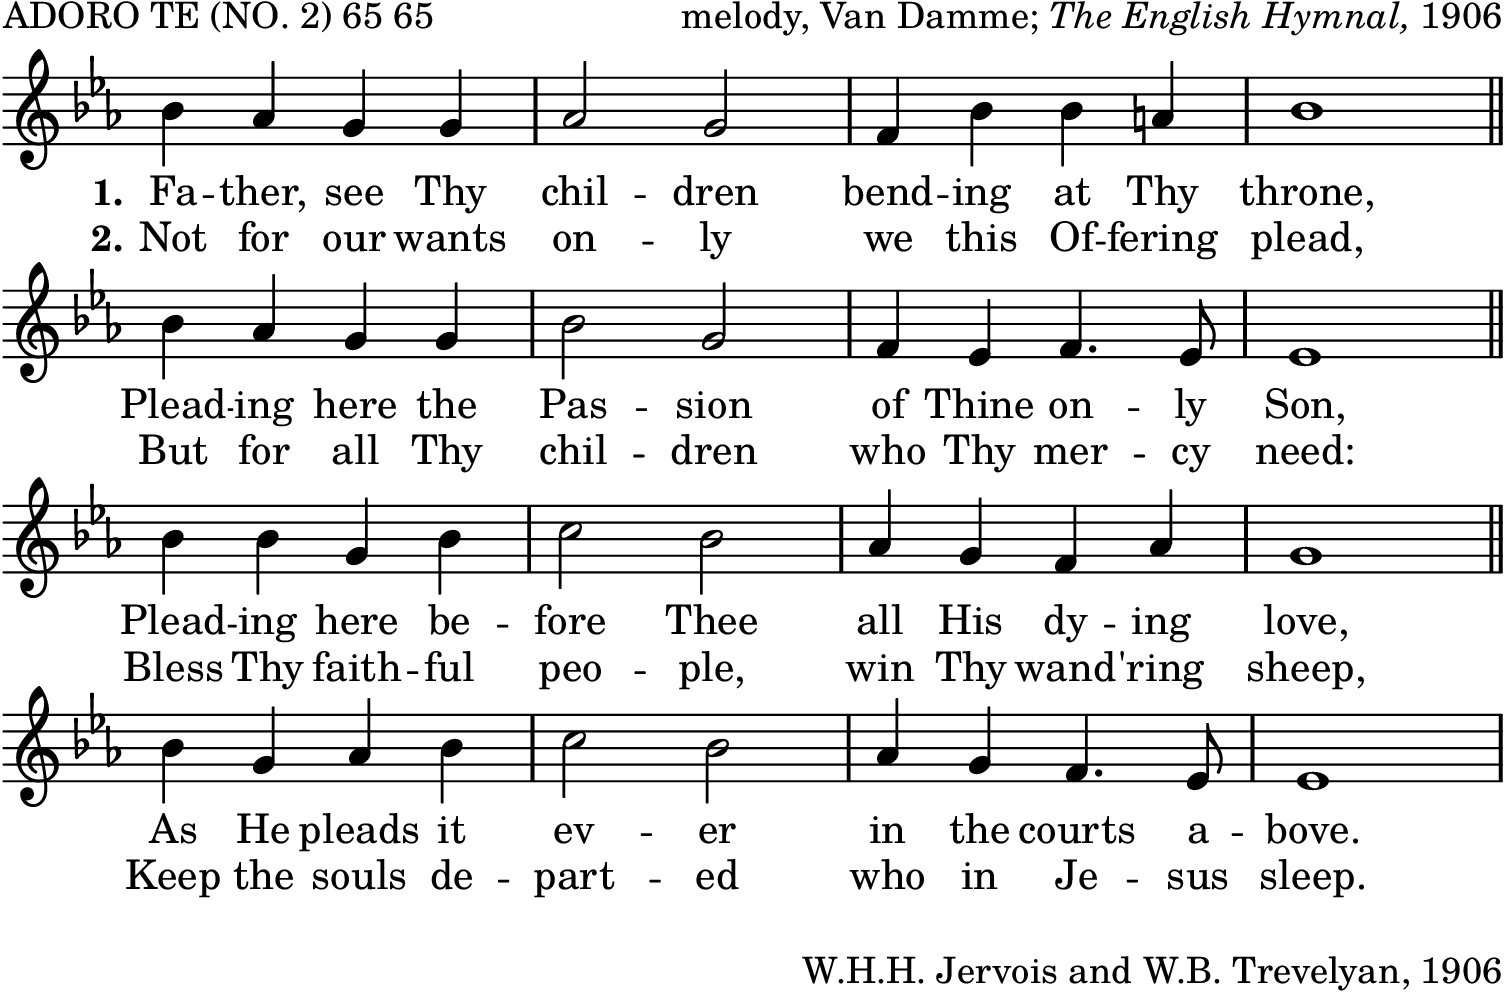 ADORO TE (NO. 2) 65 65 melody, Van Damme; The English Hymnal, 1906
1. Fa -- ther, see Thy chil -- dren bend -- ing at Thy throne,
2. Not for our wants on -- ly we this Of -- fering plead,
Plead -- ing here the Pas -- sion of Thine on -- ly Son,
But for all Thy chil -- dren who Thy mer -- cy need:
Plead -- ing here be -- fore Thee all His dy -- ing love,
Bless Thy faith -- ful peo -- ple, win Thy wand'ring sheep,
As He pleads it ev -- er in the courts a -- bove.
Keep the souls de -- part -- ed who in Je -- sus sleep.
W.H.H. Jervois and W.B. Trevelyan, 1906